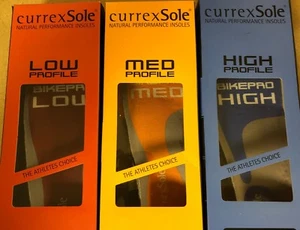 currexSole
NATURAL PERFORMANCE INSOLES
LOW
PROFILE
BIKEPRO
LOW
THE ATHLETES CHOICE
currexSole
NATURAL PERFORMANCE INSOLES
MED
PROFILE
MED
THE ATHLETES CHOICE
currexSole
NATURAL PERFORMANCE INSOLES
HIGH
PROFILE
BIKEPRO
HIGH
THE ATHLETES CHOICE